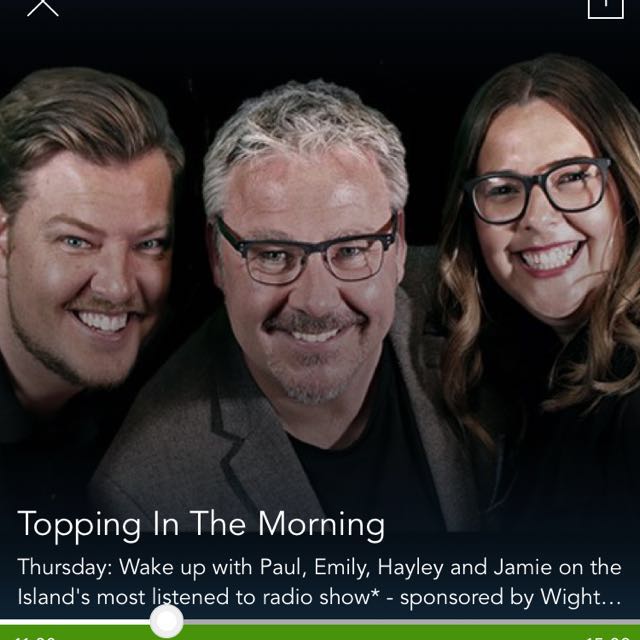 Topping In The Morning
Thursday: Wake up with Paul, Emily, Hayley and Jamie on the
Island's most listened to radio show* - sponsored by Wight...